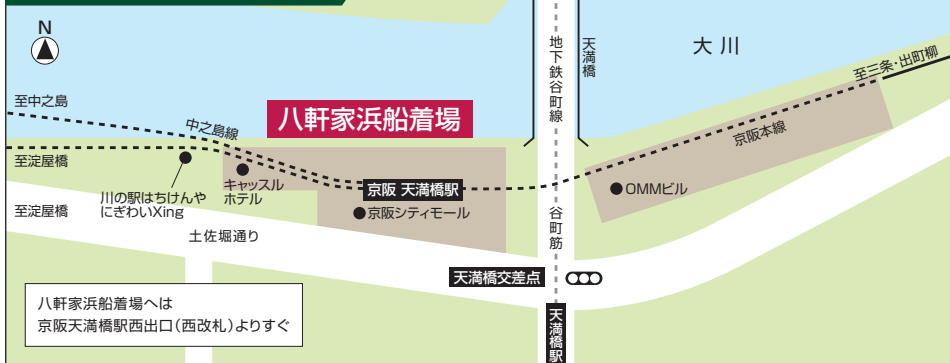 N
大川
地下鉄谷町線
天満橋
至三条・出町柳
至中之島
中之島線
八軒家浜船着場
京阪本線
至淀屋橋
川の駅はちけんや
にぎわいXing
キャッスル
ホテル
京阪 天満橋駅
OMMビル
至淀屋橋
京阪シティモール
谷町筋
土佐堀通り
天満橋交差点
八軒家浜船着場へは
京阪天満橋駅西出口(西改札)よりすぐ
天満橋駅